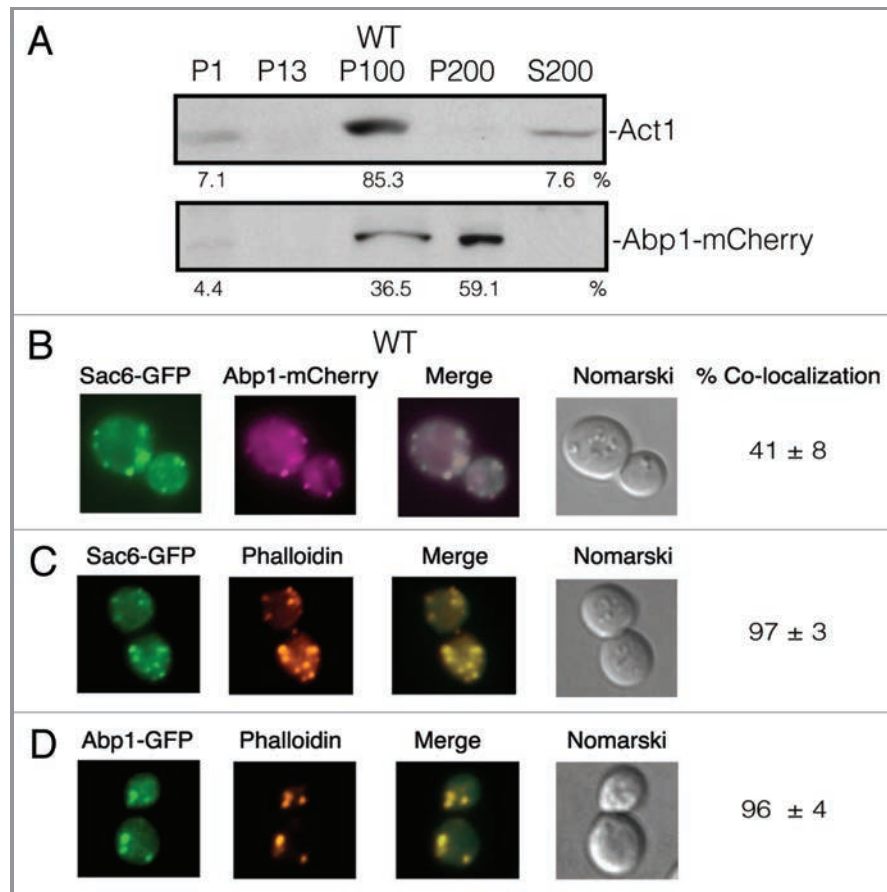 A
WT
P1 P13 P100 P200 S200
-Act1
7.1 85.3 7.6 %
-Abp1-mCherry
4.4 36.5 59.1 %
B
WT
Sac6-GFP Abp1-mCherry Merge Nomarski % Co-localization
41 ± 8
C
Sac6-GFP Phalloidin Merge Nomarski
97 ± 3
D
Abp1-GFP Phalloidin Merge Nomarski
96 ± 4